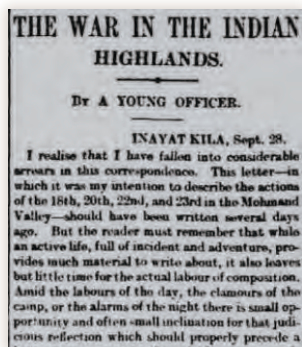 THE WAR IN THE INDIAN
HIGHLANDS.
BY A YOUNG OFFICER.
INAYAT KILA, Sept. 28.
I realise that I have fallen into considerable
arrears in this correspondence. This letter—in
which it was my intention to describe the actions
of the 18th, 20th, 22nd, and 23rd in the Mohmand
Valley—should have been written several days
ago. But the reader must remember that while
an active life, full of incident and adventure, pro-
vides much material to write about, it also leaves
but little time for the actual labour of composition.
Amid the labours of the day, the clamours of the
camp, or the alarms of the night there is small op-
portunity and often small inclination for that judi-
cious reflection which should properly precede a